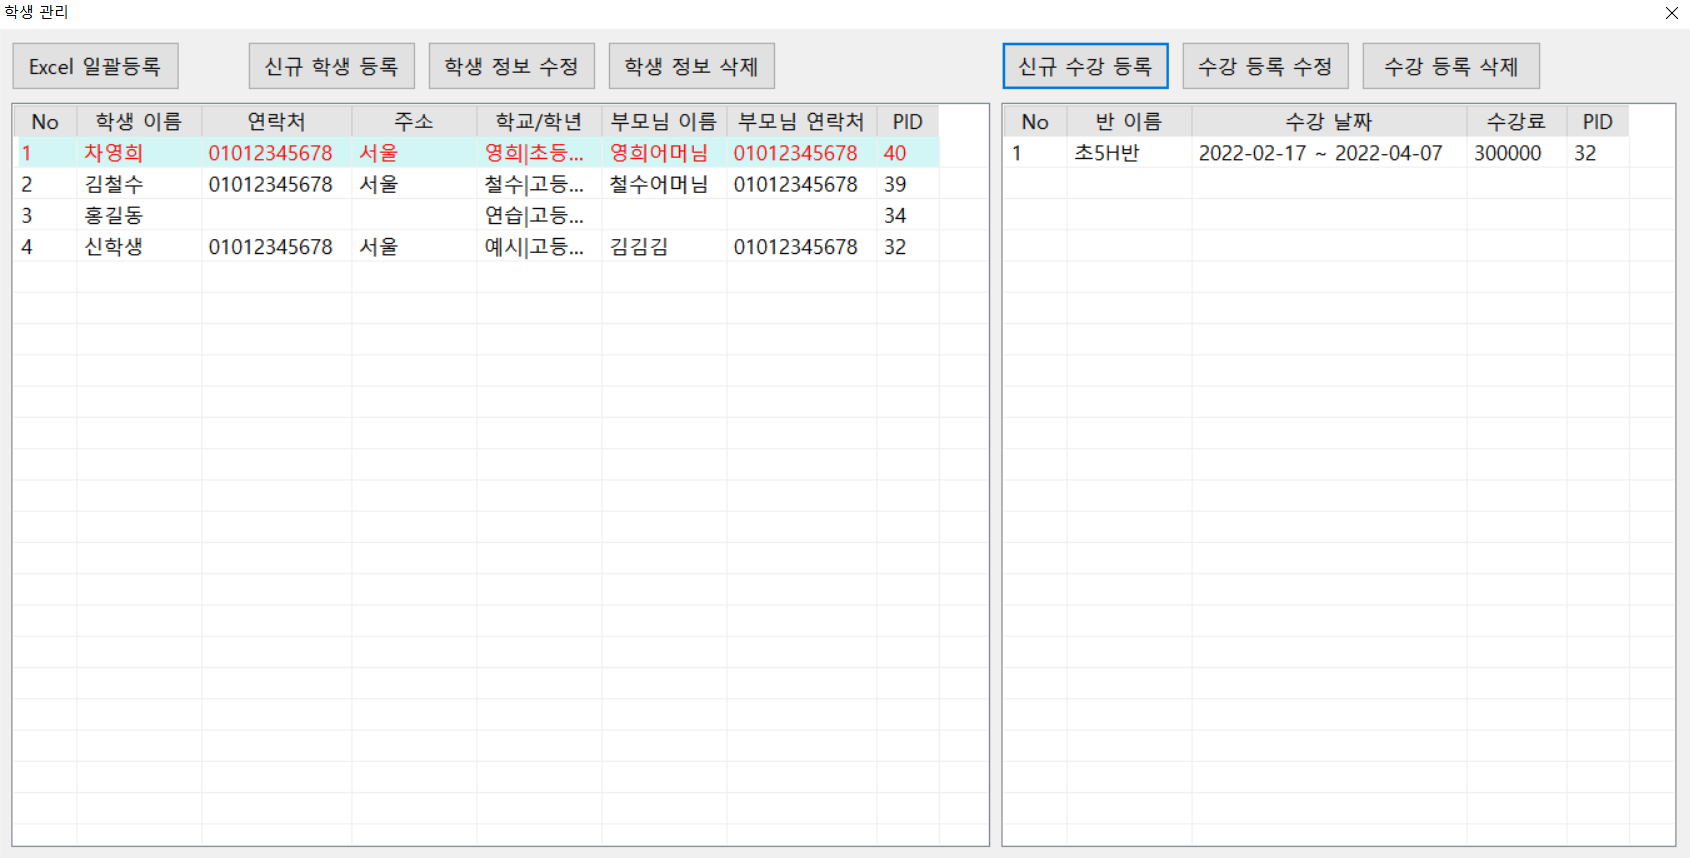 학생 관리
Excel 일괄등록 신규 학생 등록 학생 정보 수정 학생 정보 삭제 신규 수강 등록 수강 등록 수정 수강 등록 삭제
No 학생 이름 연락처 주소 학교/학년 부모님 이름 부모님 연락처 PID
1 차영희 01012345678 서울 영희|초등... 영희어머님 01012345678 40
2 김철수 01012345678 서울 철수|고등... 철수어머님 01012345678 39
3 홍길동 연습|고등... 34
4 신학생 01012345678 서울 예시|고등... 김김김 01012345678 32
No 반 이름 수강 날짜 수강료 PID
1 초5H반 2022-02-17 ~ 2022-04-07 300000 32